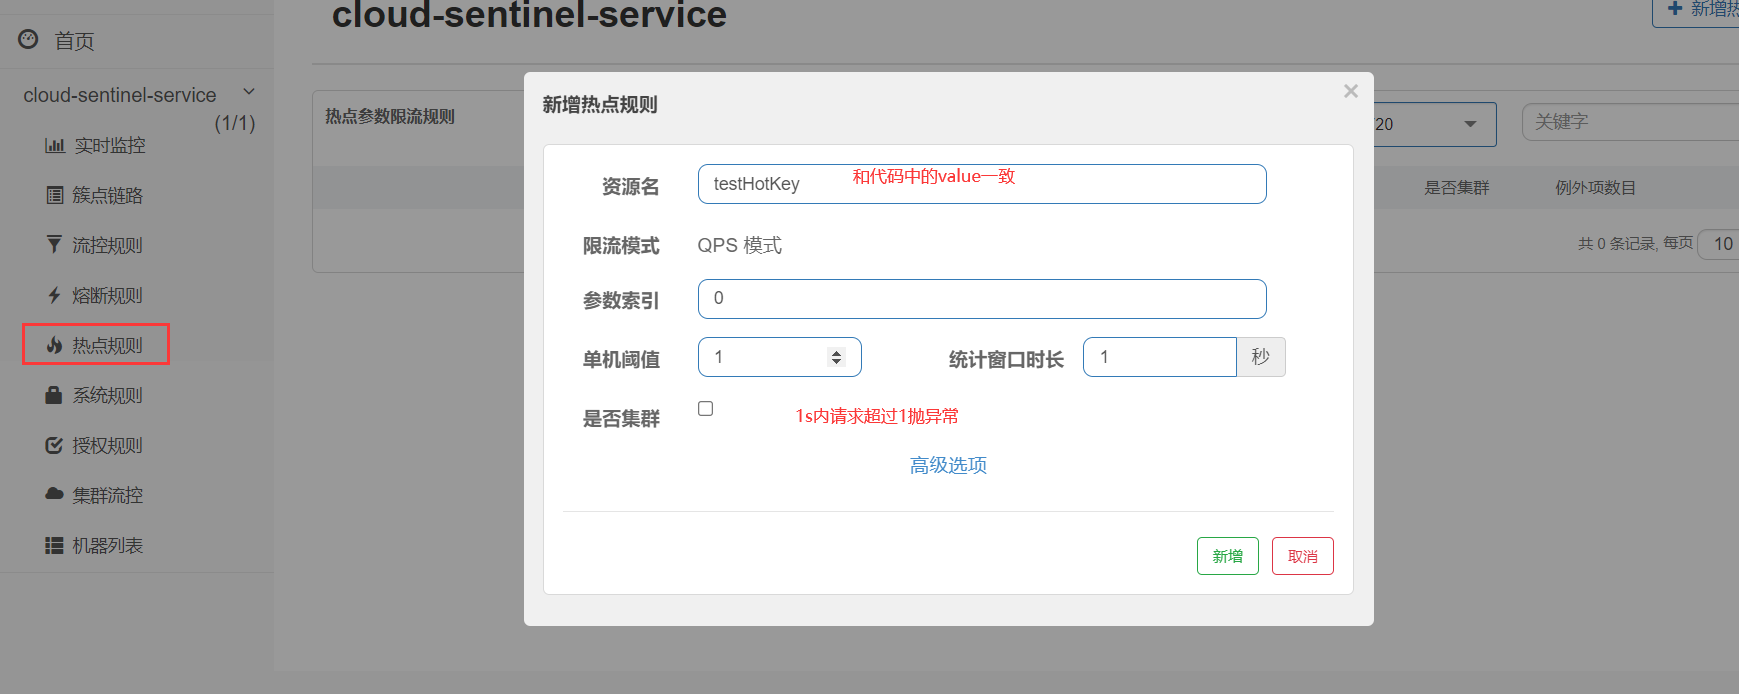 cloud-sentinel-service
新增热
首页
cloud-sentinel-service
(1/1)
实时监控
簇点链路
流控规则
熔断规则
热点规则
系统规则
授权规则
集群流控
机器列表
热点参数限流规则
20
关键字
是否集群
例外项数目
共 0 条记录, 每页 10
新增热点规则
×
资源名 testHotKey 和代码中的value一致
限流模式 QPS 模式
参数索引 0
单机阈值 1 统计窗口时长 1 秒
是否集群 1s内请求超过1抛异常
高级选项
新增 取消